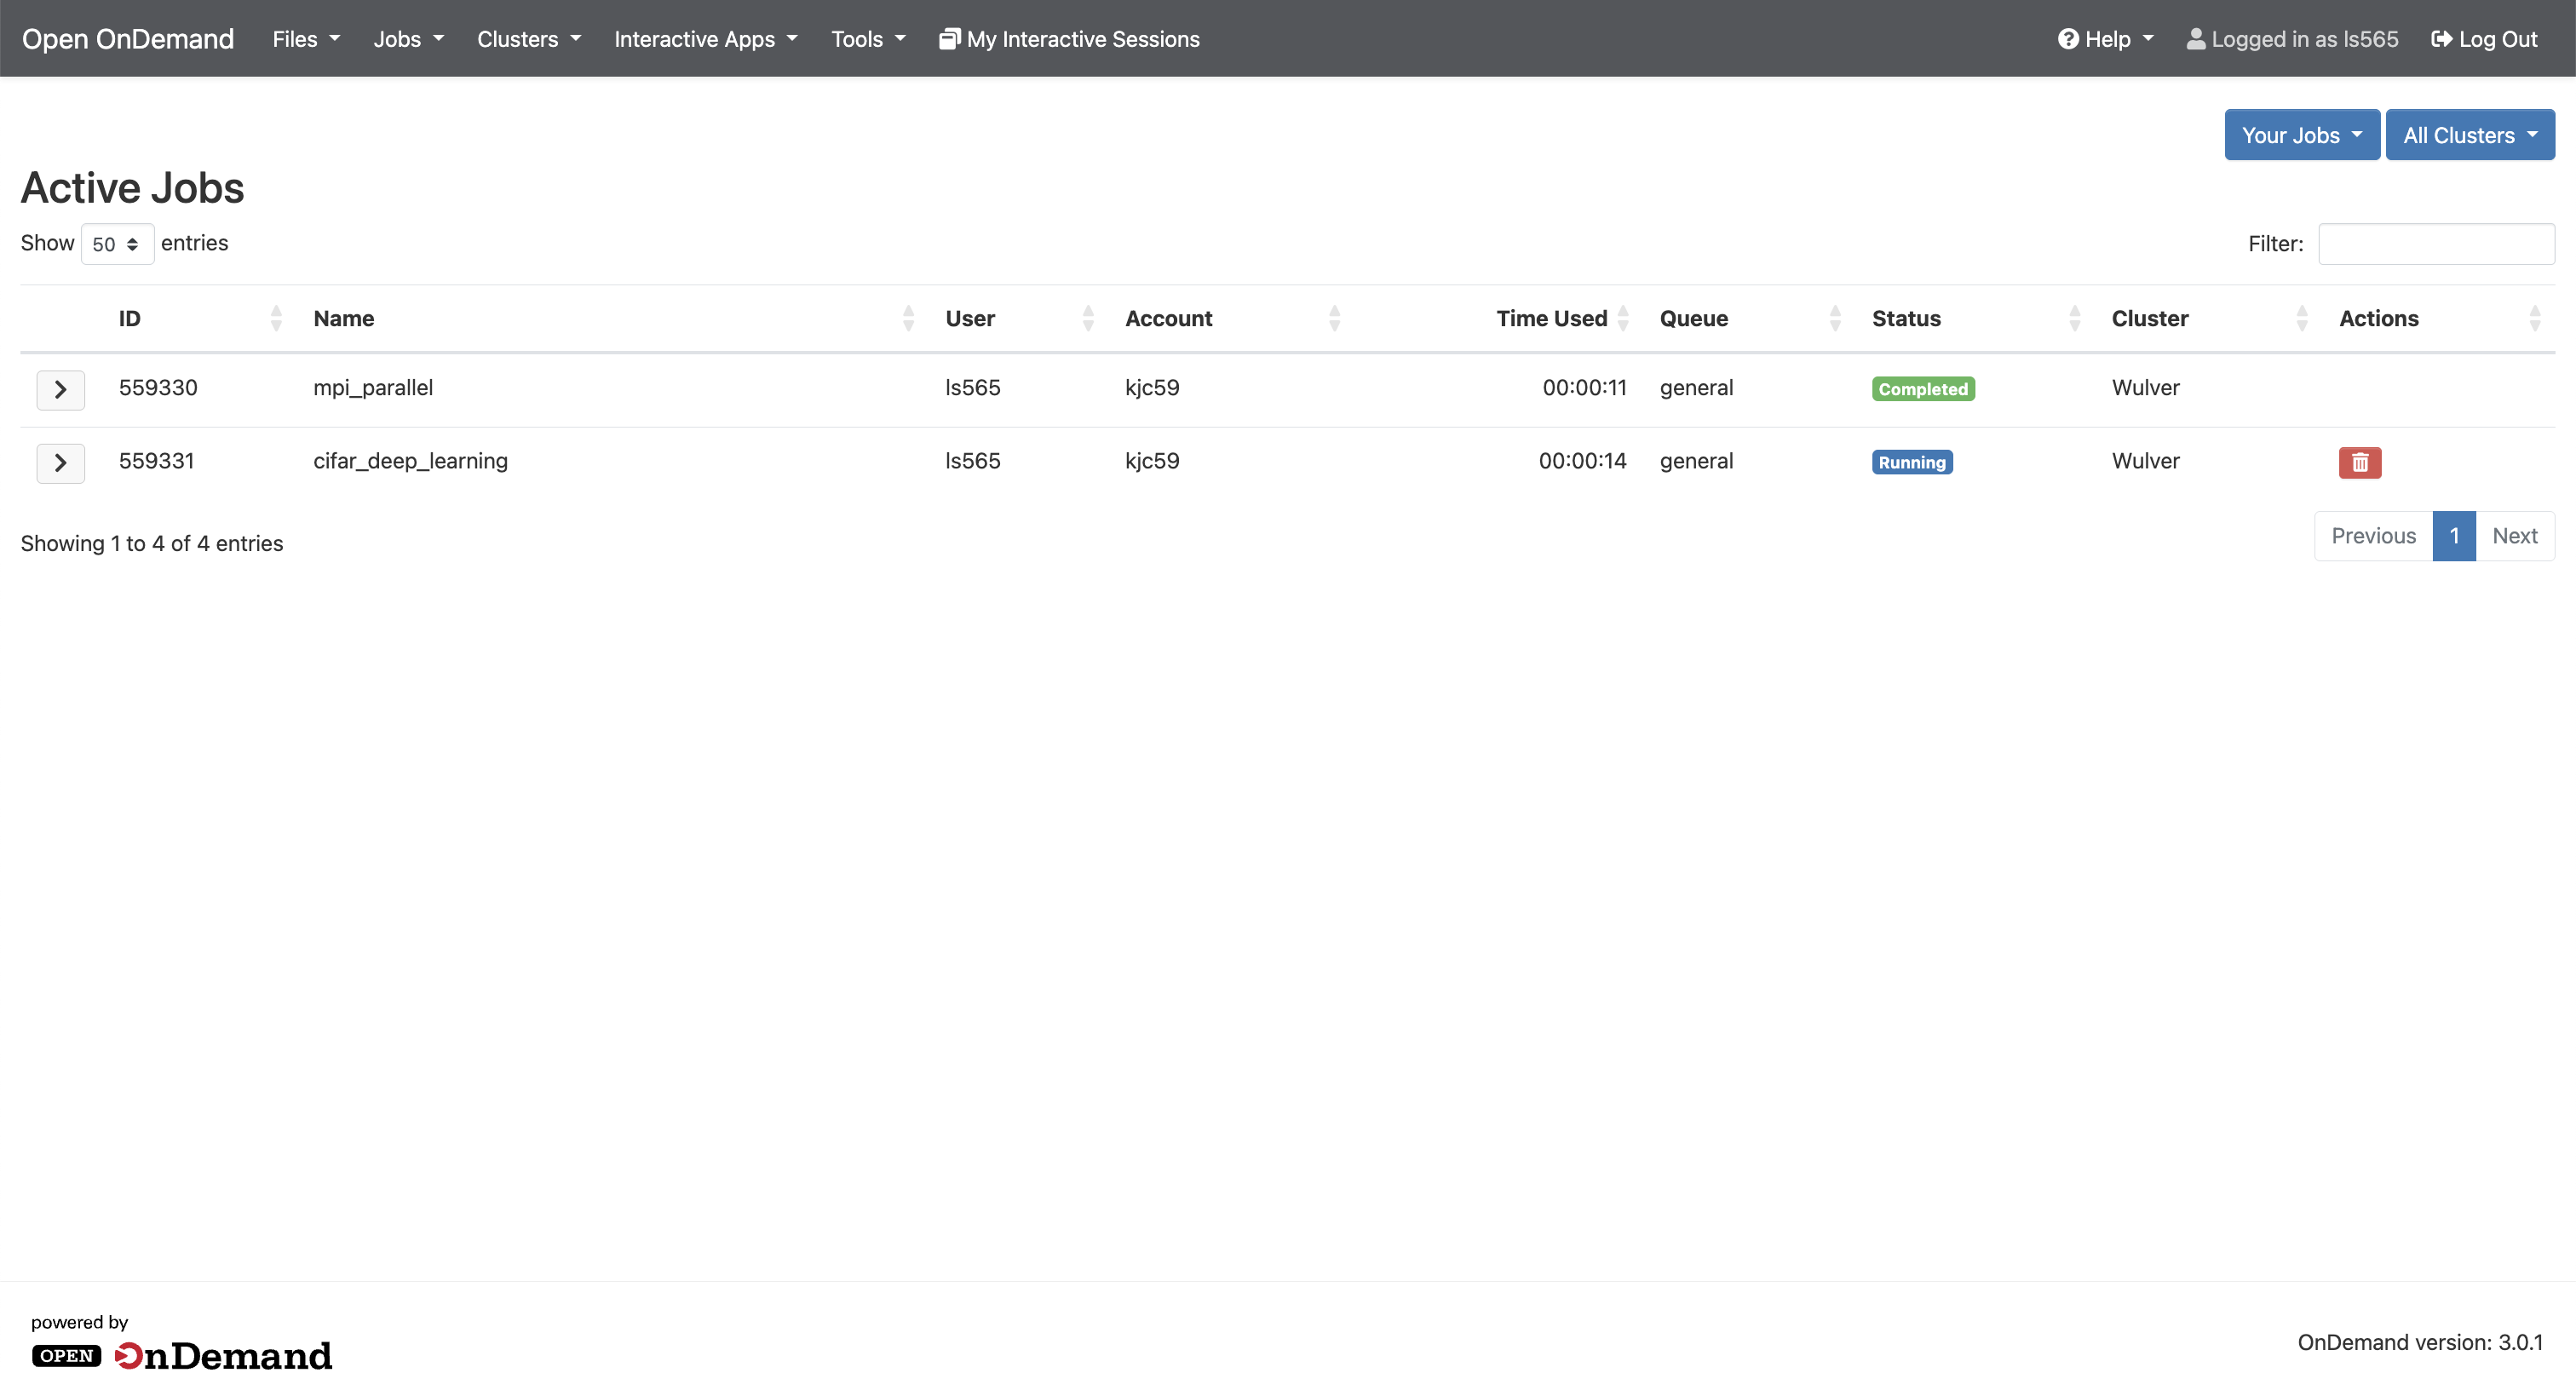 Open OnDemand Files Jobs Clusters Interactive Apps Tools My Interactive Sessions Help Logged in as ls565 Log Out
Your Jobs All Clusters
Active Jobs
Show 50 entries Filter:
ID Name User Account Time Used Queue Status Cluster Actions
559330 mpi_parallel ls565 kjc59 00:00:11 general Completed Wulver
559331 cifar_deep_learning ls565 kjc59 00:00:14 general Running Wulver
Showing 1 to 4 of 4 entries Previous 1 Next
powered by
OPEN OnDemand
OnDemand version: 3.0.1